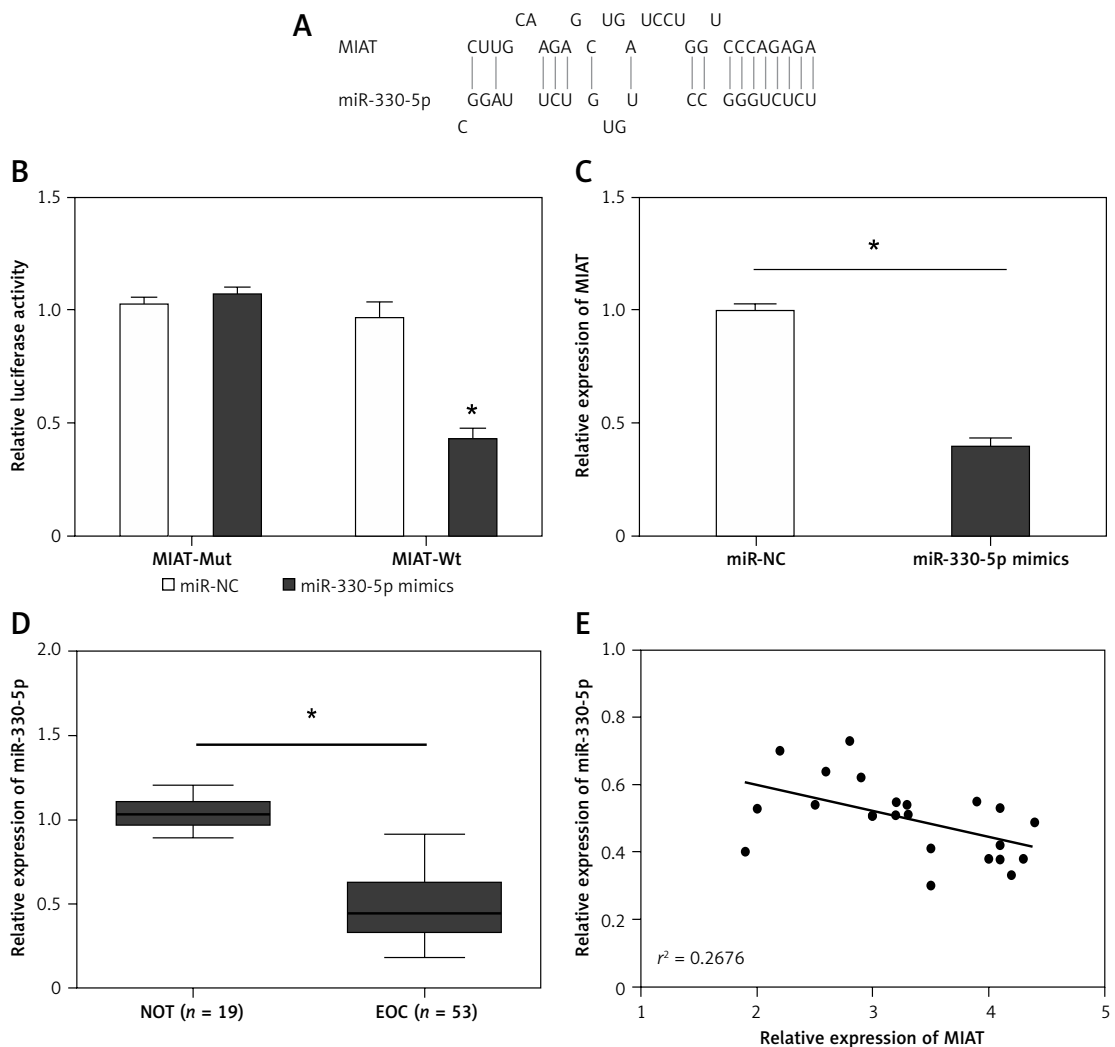 A
CA G UG UCCU U
MIAT CUUG AGA C A GG CCCAGAGA
miR-330-5p GGAU UCU G U CC GGGUCUCU
C UG
B
Relative luciferase activity
1.5
1.0
0.5
0
*
MIAT-Mut MIAT-Wt
miR-NC miR-330-5p mimics
C
Relative expression of MIAT
1.5
1.0
0.5
0
*
miR-NC miR-330-5p mimics
D
Relative expression of miR-330-5p
2.0
1.5
1.0
0.5
0
*
NOT (n = 19) EOC (n = 53)
E
Relative expression of miR-330-5p
1.0
0.8
0.6
0.4
0.2
0
r² = 0.2676
1 2 3 4 5
Relative expression of MIAT